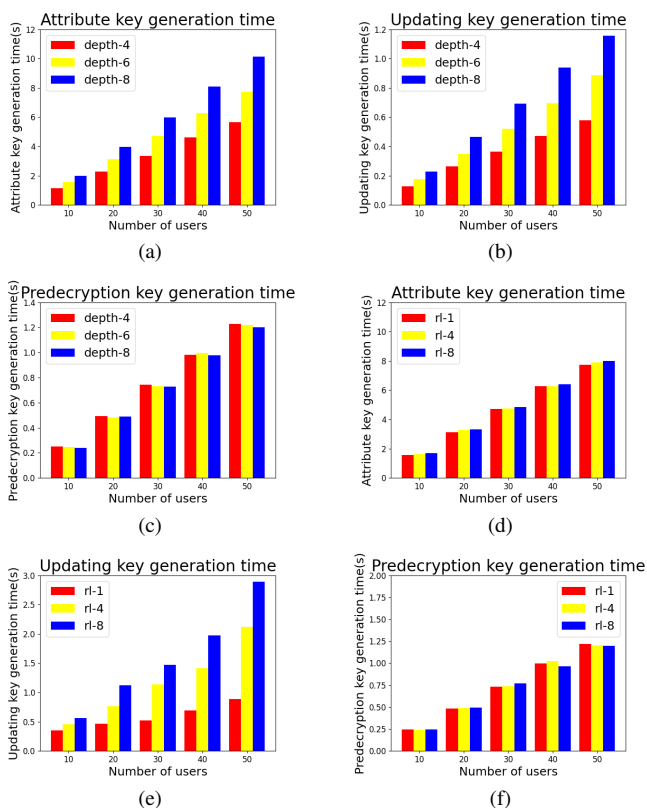 Attribute key generation time
12
10
8
6
4
2
0
Attribute key generation time(s)
depth-4
depth-6
depth-8
10 20 30 40 50
Number of users
(a)
Updating key generation time
1.2
1.0
0.8
0.6
0.4
0.2
0.0
Updating key generation time(s)
depth-4
depth-6
depth-8
10 20 30 40 50
Number of users
(b)
Predecryption key generation time
1.4
1.2
1.0
0.8
0.6
0.4
0.2
0.0
Predecryption key generation time(s)
depth-4
depth-6
depth-8
10 20 30 40 50
Number of users
(c)
Attribute key generation time
12
10
8
6
4
2
0
Attribute key generation time(s)
rl-1
rl-4
rl-8
10 20 30 40 50
Number of users
(d)
Updating key generation time
3.0
2.5
2.0
1.5
1.0
0.5
0.0
Updating key generation time(s)
rl-1
rl-4
rl-8
10 20 30 40 50
Number of users
(e)
Predecryption key generation time
2.00
1.75
1.50
1.25
1.00
0.75
0.50
0.25
0.00
Predecryption key generation time(s)
rl-1
rl-4
rl-8
10 20 30 40 50
Number of users
(f)